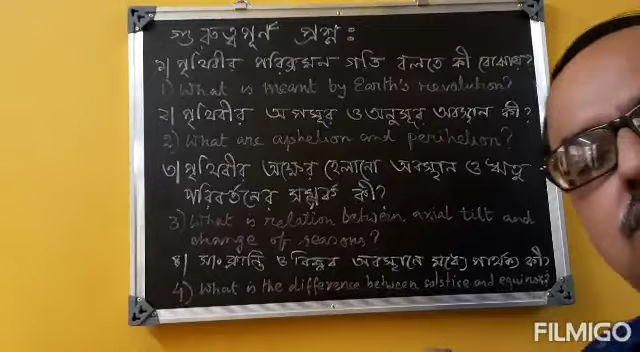 গুরুত্বপূর্ণ প্রশ্ন :
১| পৃথিবীর পরিক্রমন গতি বলতে কী বোঝায়?
1) What is meant by Earth's revolution?
২| পৃথিবীর অপসূর ও অনুসূর অবস্থান কী?
2) What are aphelion and perihelion?
৩| পৃথিবীর অক্ষের হেলানো অবস্থান ও ঋতু
পরিবর্তনের সম্পর্ক কী?
3) What is relation between axial tilt and
change of seasons?
৪| ও বিষুব অবস্থানে মধ্যে পার্থক্য কী?
4) What is the difference between solstice and equinox?
FILMIGO